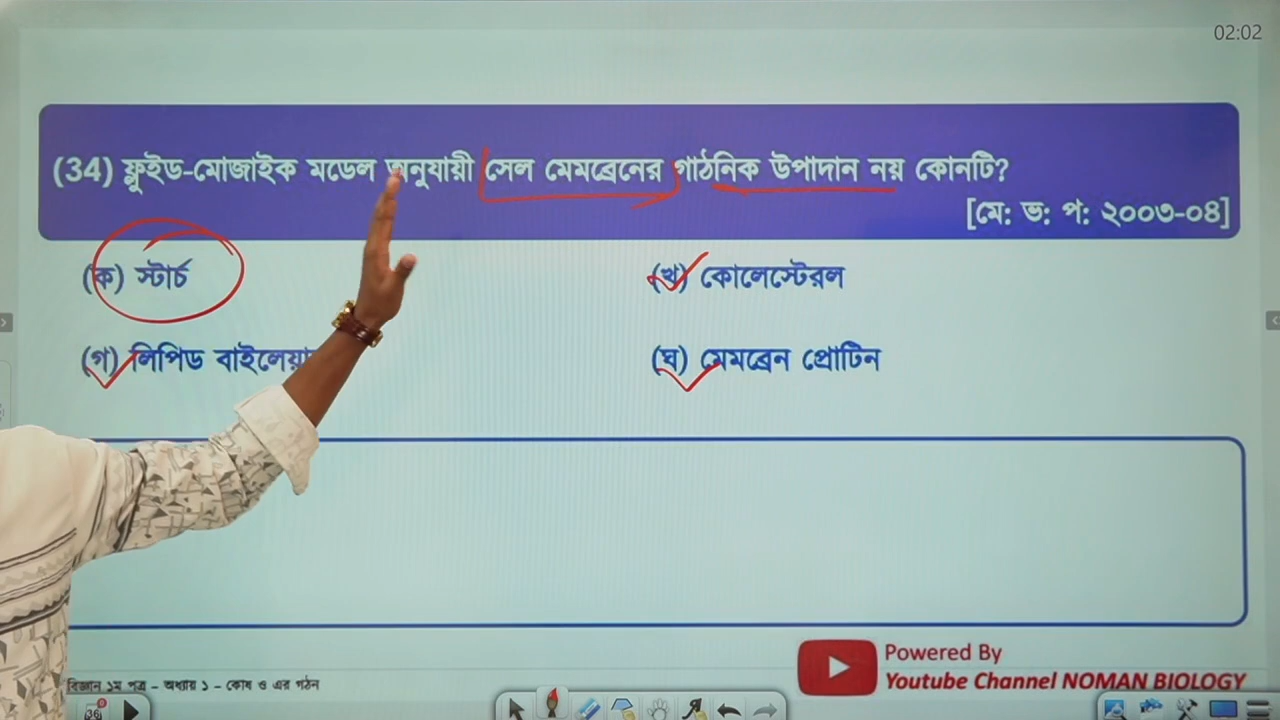 02:02
(34) ফ্লুইড-মোজাইক মডেল অনুযায়ী সেল মেমব্রেনের গাঠনিক উপাদান নয় কোনটি?
[মে: ভ: প: ২০০৩-০৪]
(ক) স্টার্চ
(খ) কোলেস্টেরল
(গ) লিপিড
(ঘ) মেমব্রেন প্রোটিন
Powered By
Youtube Channel NOMAN BIOLOGY
বিজ্ঞান ১ম পত্র – অধ্যায় ১ – কোষ ও এর গঠন
36